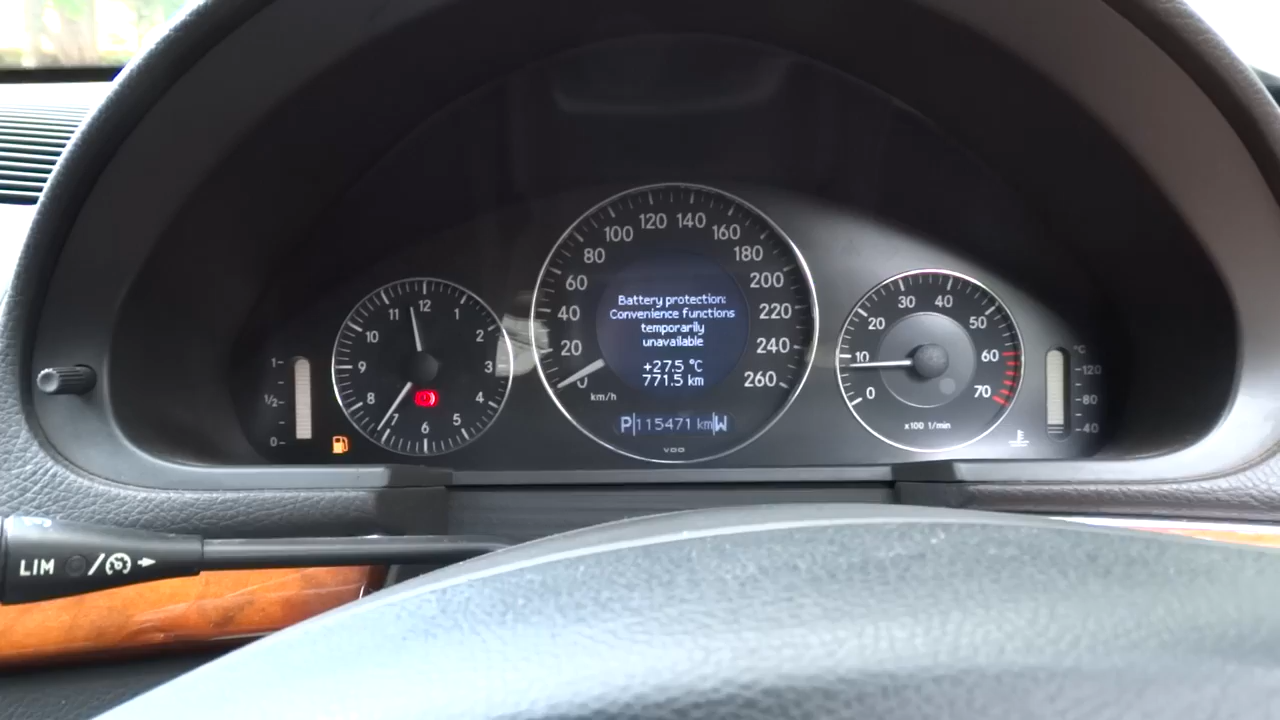 120 140
100 160
80 180
60 200
40 220
20 240
0 260
km/h
Battery protection:
Convenience functions
temporarily
unavailable
+27.5 °C
771.5 km
P 115471 km W
VDO
12
11 1
10 2
9 3
8 4
7 5
6
1
1/2
0
30 40
20 50
10 60
0 70
x100 1/min
°C
120
80
40
LIM